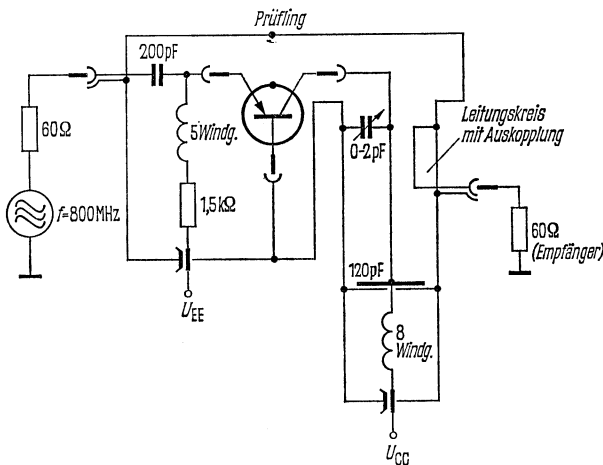 Prüfling
200pF
60Ω
5Windg.
0-2pF
Leitungskreis
mit Auskopplung
f=800MHz
1,5kΩ
60Ω
(Empfänger)
120pF
U_EE
8
Windg.
U_CC